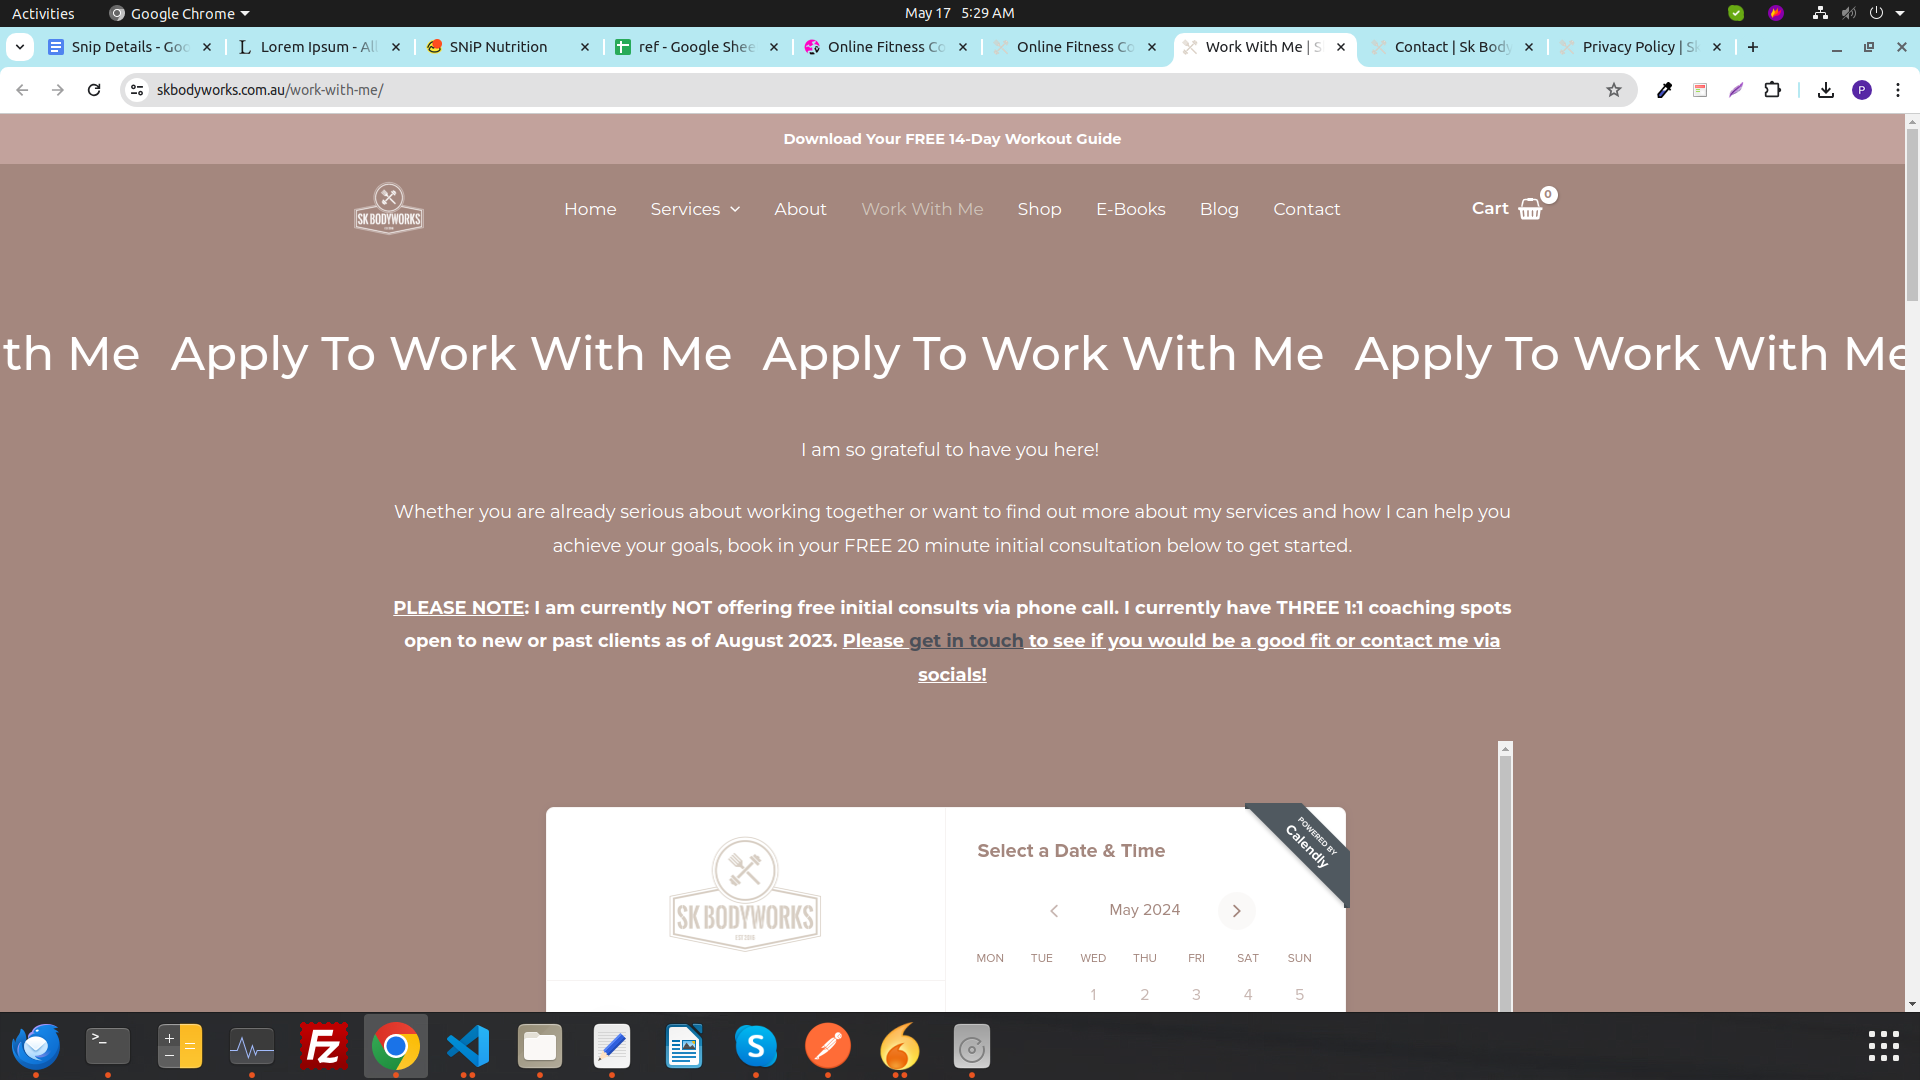 Activities Google Chrome May 17 5:29 AM
Snip Details - Goo Lorem Ipsum - All SNiP Nutrition ref - Google Shee Online Fitness Co Online Fitness Co Work With Me | S Contact | Sk Body Privacy Policy | Sk
skbodyworks.com.au/work-with-me/ P
Download Your FREE 14-Day Workout Guide
SK BODYWORKS Home Services About Work With Me Shop E-Books Blog Contact Cart 0
th Me Apply To Work With Me Apply To Work With Me Apply To Work With Me
I am so grateful to have you here!
Whether you are already serious about working together or want to find out more about my services and how I can help you
achieve your goals, book in your FREE 20 minute initial consultation below to get started.
PLEASE NOTE: I am currently NOT offering free initial consults via phone call. I currently have THREE 1:1 coaching spots
open to new or past clients as of August 2023. Please get in touch to see if you would be a good fit or contact me via
socials!
POWERED BY
Calendly
Select a Date & Time
SK BODYWORKS
May 2024
MON TUE WED THU FRI SAT SUN
1 2 3 4 5